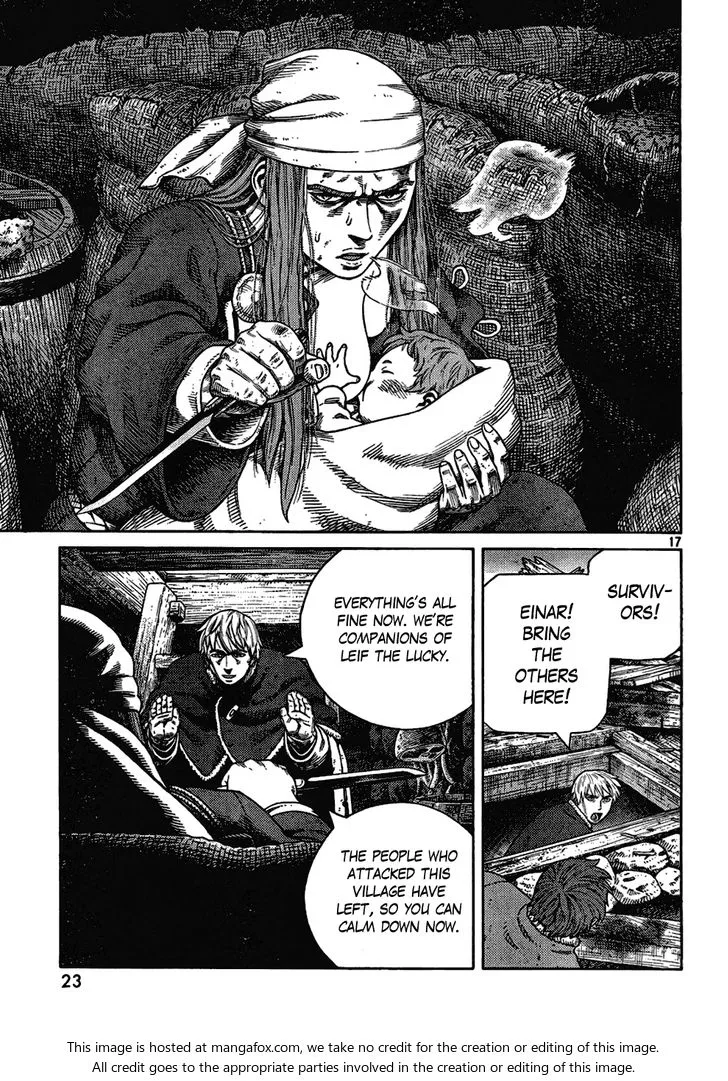 17
SURVIV-
ORS!
EINAR!
BRING
THE
OTHERS
HERE!
EVERYTHING'S ALL
FINE NOW. WE'RE
COMPANIONS OF
LEIF THE LUCKY.
THE PEOPLE WHO
ATTACKED THIS
VILLAGE HAVE
LEFT, SO YOU CAN
CALM DOWN NOW.
23
This image is hosted at mangafox.com, we take no credit for the creation or editing of this image.
All credit goes to the appropriate parties involved in the creation or editing of this image.